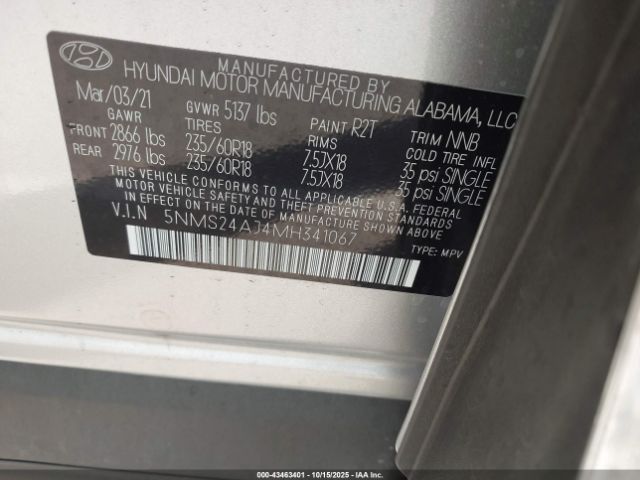 MANUFACTURED BY
HYUNDAI MOTOR MANUFACTURING ALABAMA, LLC
Mar/03/21 GVWR 5137 lbs PAINT R2T TRIM NNB
GAWR TIRES RIMS COLD TIRE INFL
FRONT 2866 lbs 235/60R18 7.5JX18 35 psi SINGLE
REAR 2976 lbs 235/60R18 7.5JX18 35 psi SINGLE
THIS VEHICLE CONFORMS TO ALL APPLICABLE U.S.A. FEDERAL
MOTOR VEHICLE SAFETY AND THEFT PREVENTION STANDARDS
IN EFFECT ON THE DATE OF MANUFACTURE SHOWN ABOVE
V.I.N 5NMS24AJ4MH341067
TYPE: MPV
000-43463401 - 10/15/2025 - IAAI, Inc.